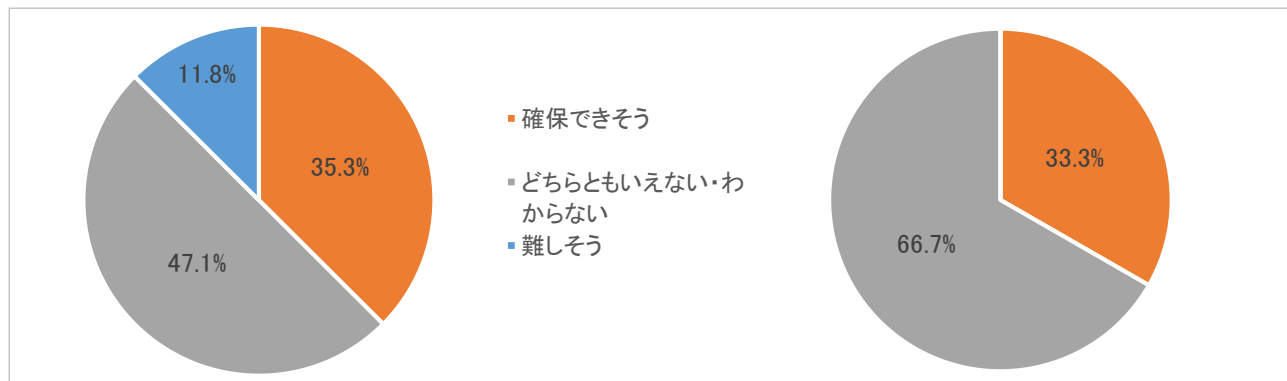 11.8%
35.3%
47.1%
確保できそう
どちらともいえない・わ
からない
難しそう
33.3%
66.7%